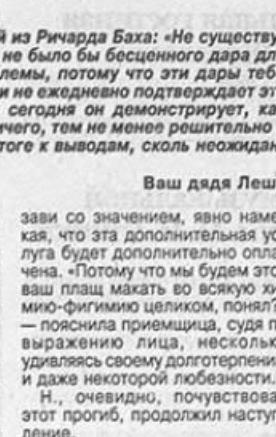 й из Ричарда Баха: «Не существу
не было бы бесценного дара дл
лемы, потому что эти дары теб
и не ежедневно подтверждает эт
сегодня он демонстрирует, ка
ичего, тем не менее решительно
тоге к выводам, сколь неожидан
Ваш дядя Леш
зави со значением, явно наме
кая, что эта дополнительная ус
луга будет дополнительно опла
чена. «Потому что мы будем это
ваш плащ макать во всякую хи
мию-фигимию целиком, понял?
— пояснила приемщица, судя п
выражению лица, нескольк
удивляясь своему долготерпени
и даже некоторой любезности.
Н., очевидно, почувствова
этот прогиб, продолжил наступ
ление.